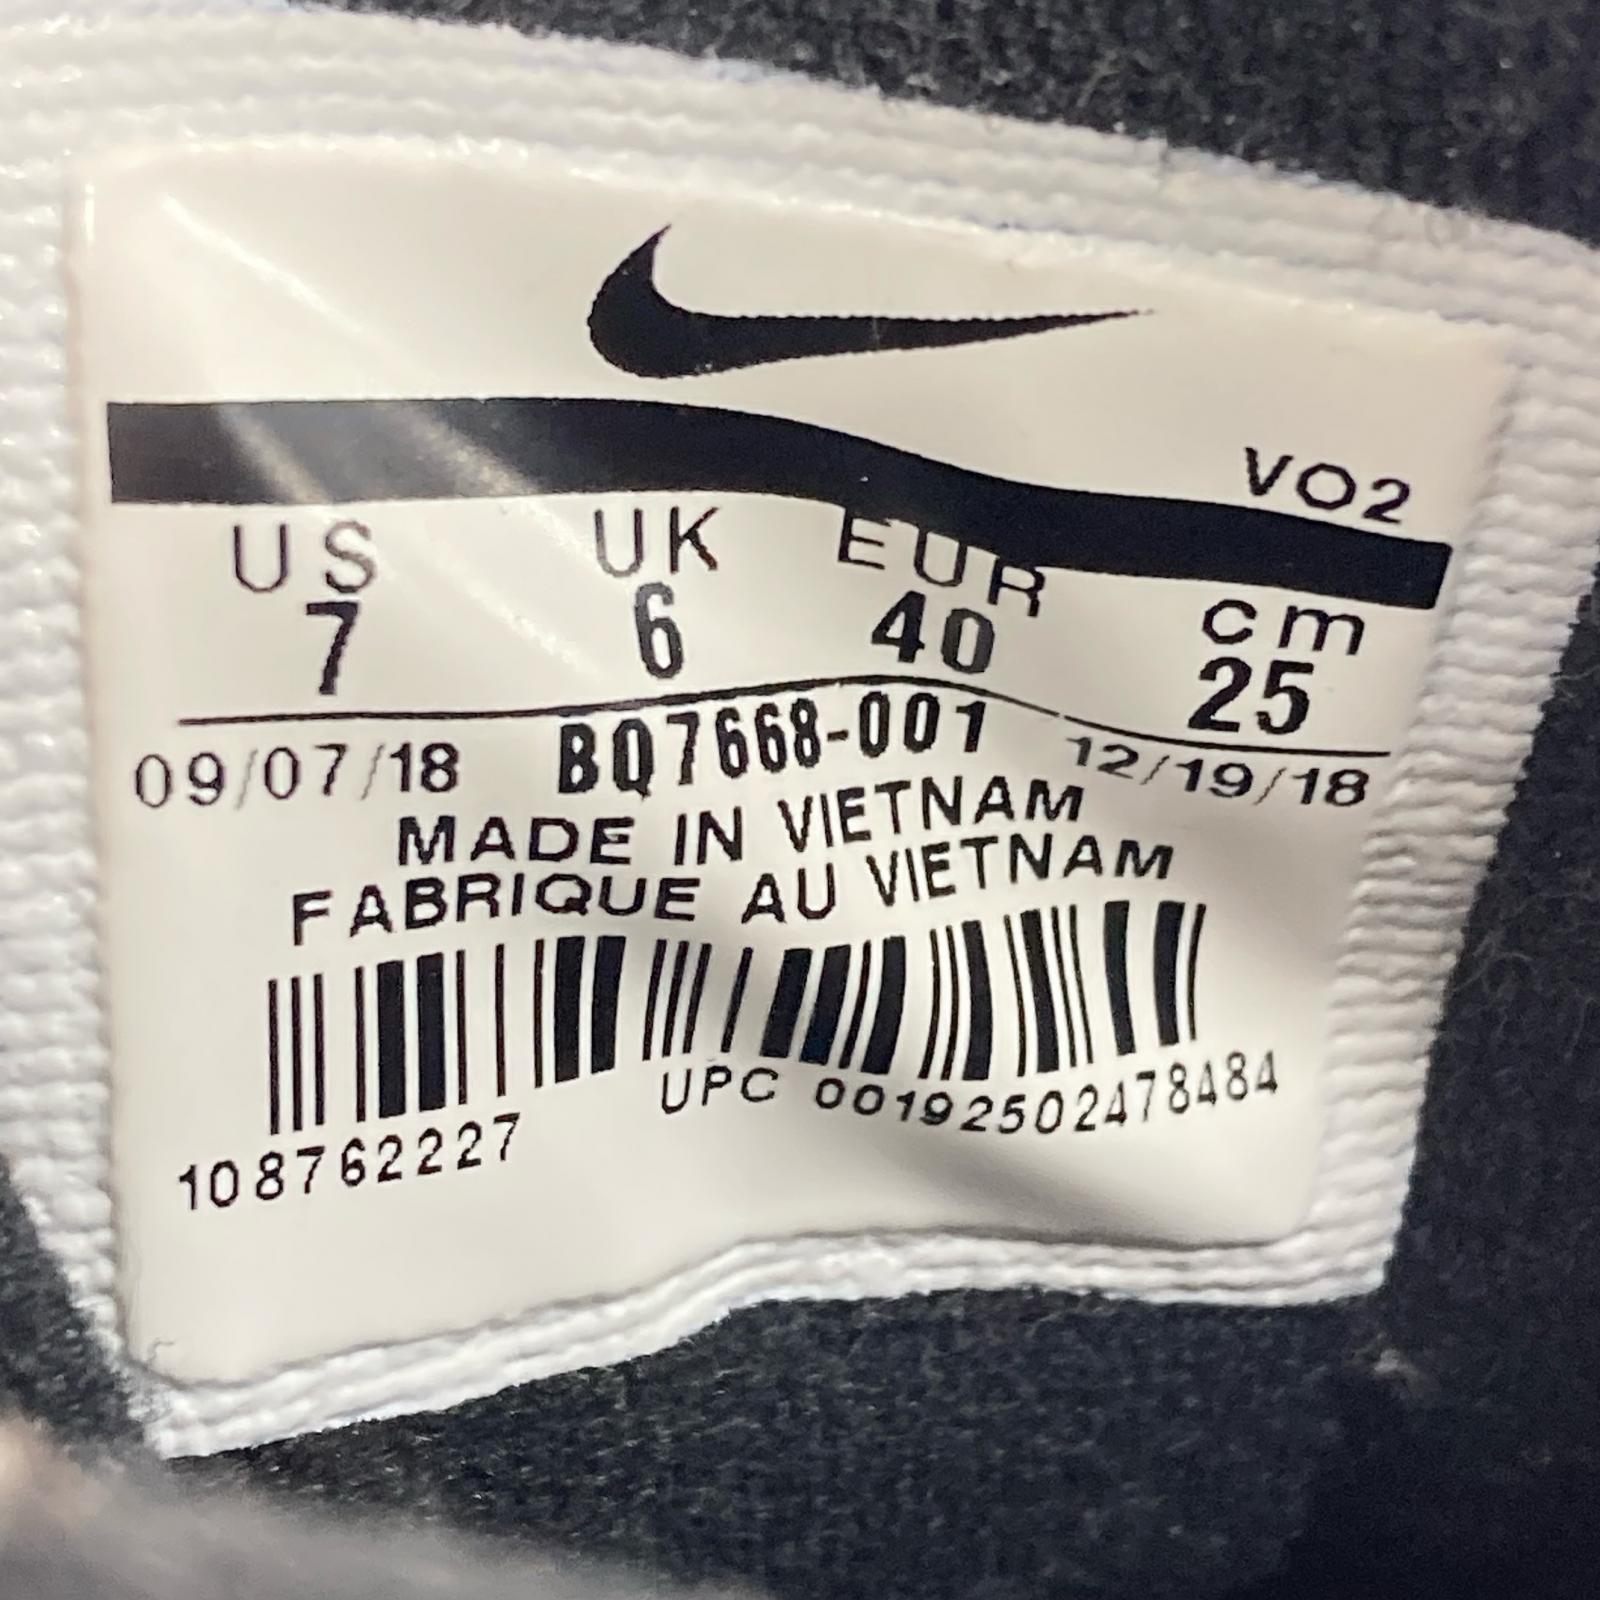 VO2
US UK EUR cm
7 6 40 25
09/07/18 BQ7668-001 12/19/18
MADE IN VIETNAM
FABRIQUE AU VIETNAM
UPC 00192502478484
108762227